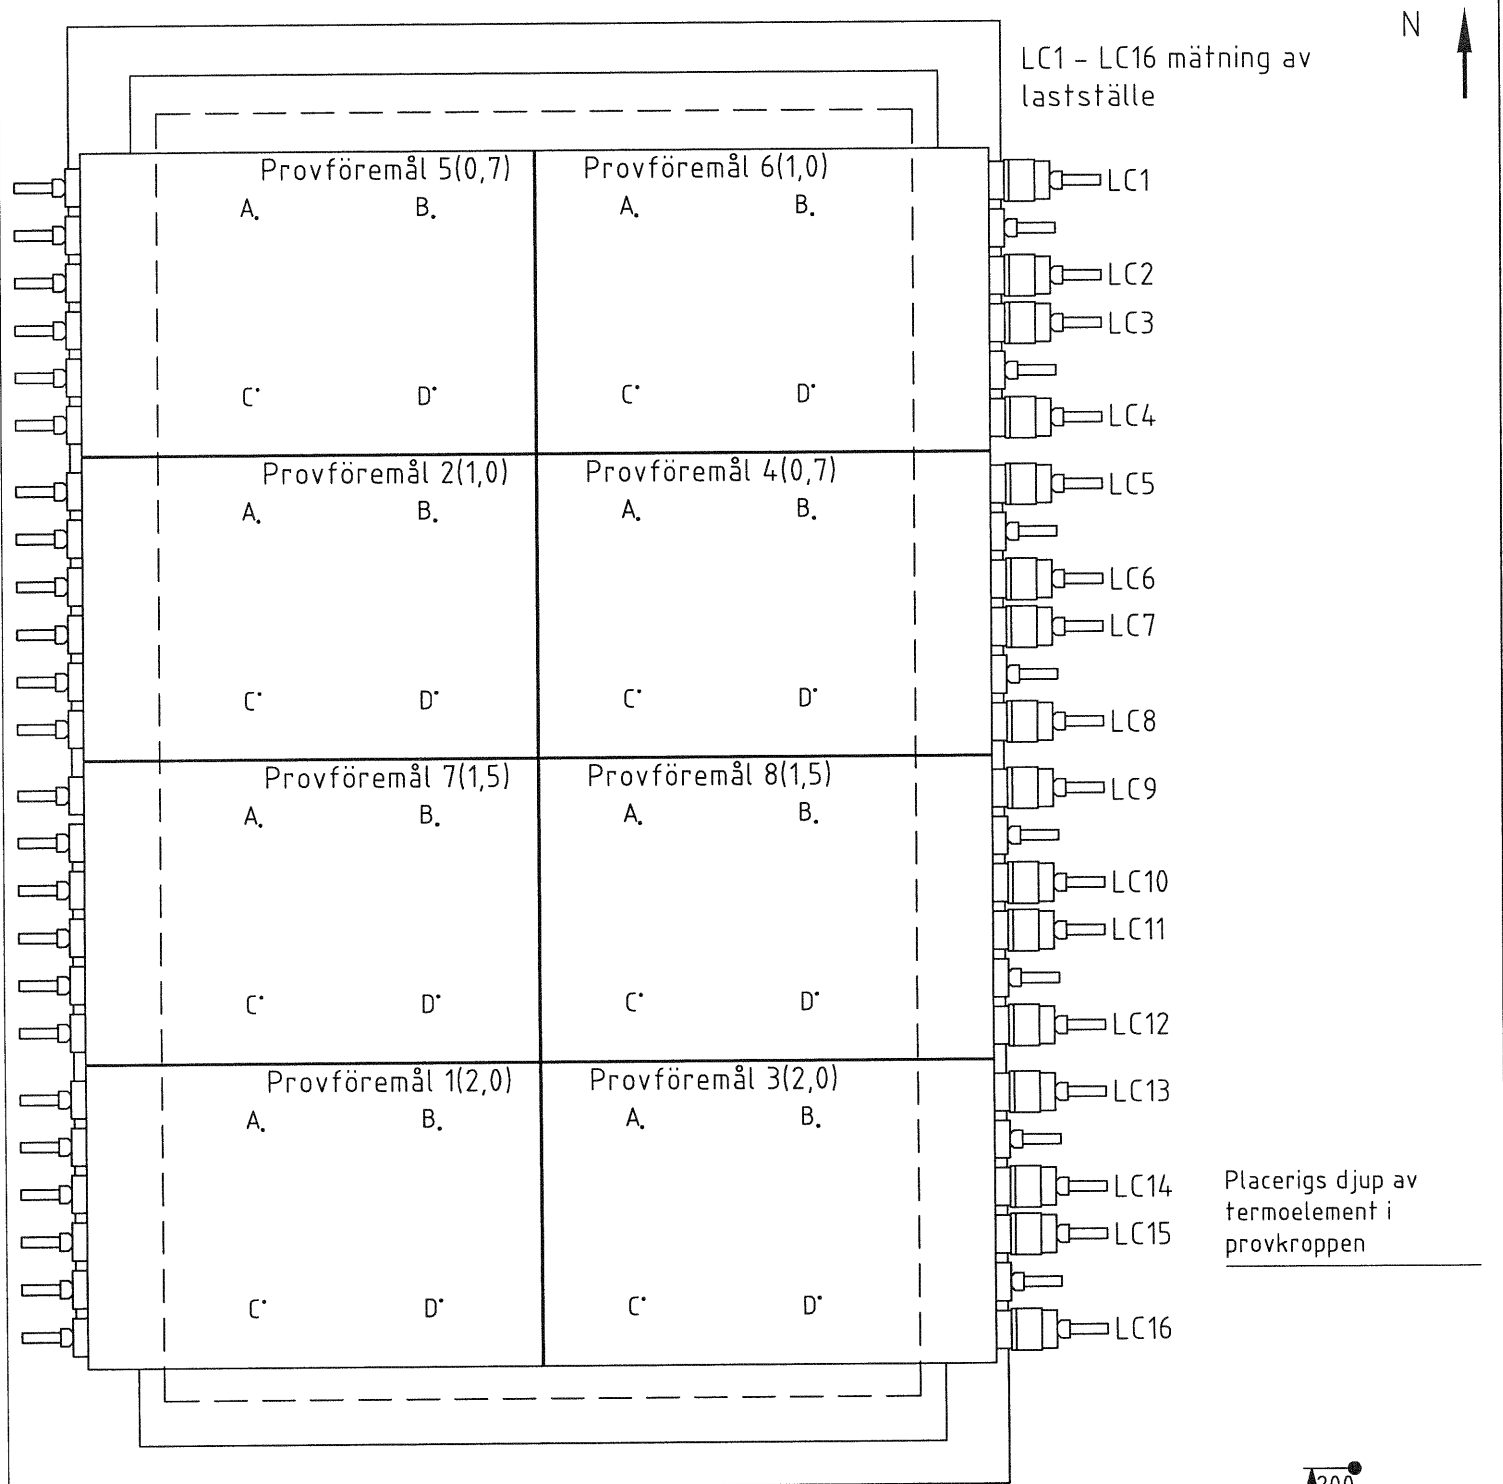 N
LC1 - LC16 mätning av
lastställe
Provföremål 5(0,7)
Provföremål 6(1,0)
A.
B.
A.
B.
LC1
LC2
LC3
C
D
C
D
LC4
Provföremål 2(1,0)
Provföremål 4(0,7)
LC5
A.
B.
A.
B.
LC6
LC7
C
D
C
D
LC8
Provföremål 7(1,5)
Provföremål 8(1,5)
LC9
A.
B.
A.
B.
LC10
LC11
C
D
C
D
LC12
Provföremål 1(2,0)
Provföremål 3(2,0)
LC13
A.
B.
A.
B.
LC14
LC15
C
D
C
D
LC16
Placerigs djup av
termoelement i
provkroppen
200